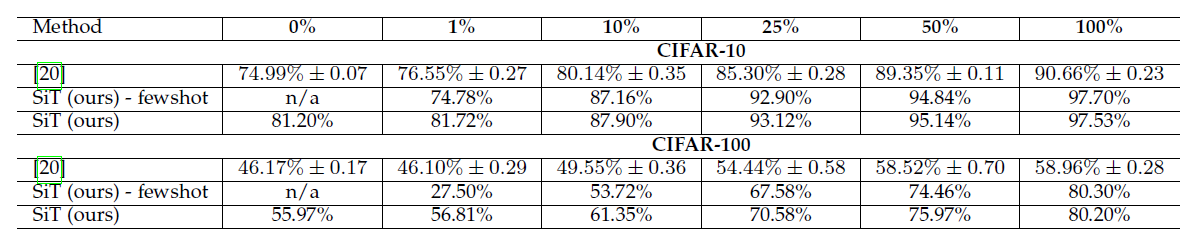 Method 0% 1% 10% 25% 50% 100%
CIFAR-10
[20] 74.99% ± 0.07 76.55% ± 0.27 80.14% ± 0.35 85.30% ± 0.28 89.35% ± 0.11 90.66% ± 0.23
SiT (ours) - fewshot n/a 74.78% 87.16% 92.90% 94.84% 97.70%
SiT (ours) 81.20% 81.72% 87.90% 93.12% 95.14% 97.53%
CIFAR-100
[20] 46.17% ± 0.17 46.10% ± 0.29 49.55% ± 0.36 54.44% ± 0.58 58.52% ± 0.70 58.96% ± 0.28
SiT (ours) - fewshot n/a 27.50% 53.72% 67.58% 74.46% 80.30%
SiT (ours) 55.97% 56.81% 61.35% 70.58% 75.97% 80.20%